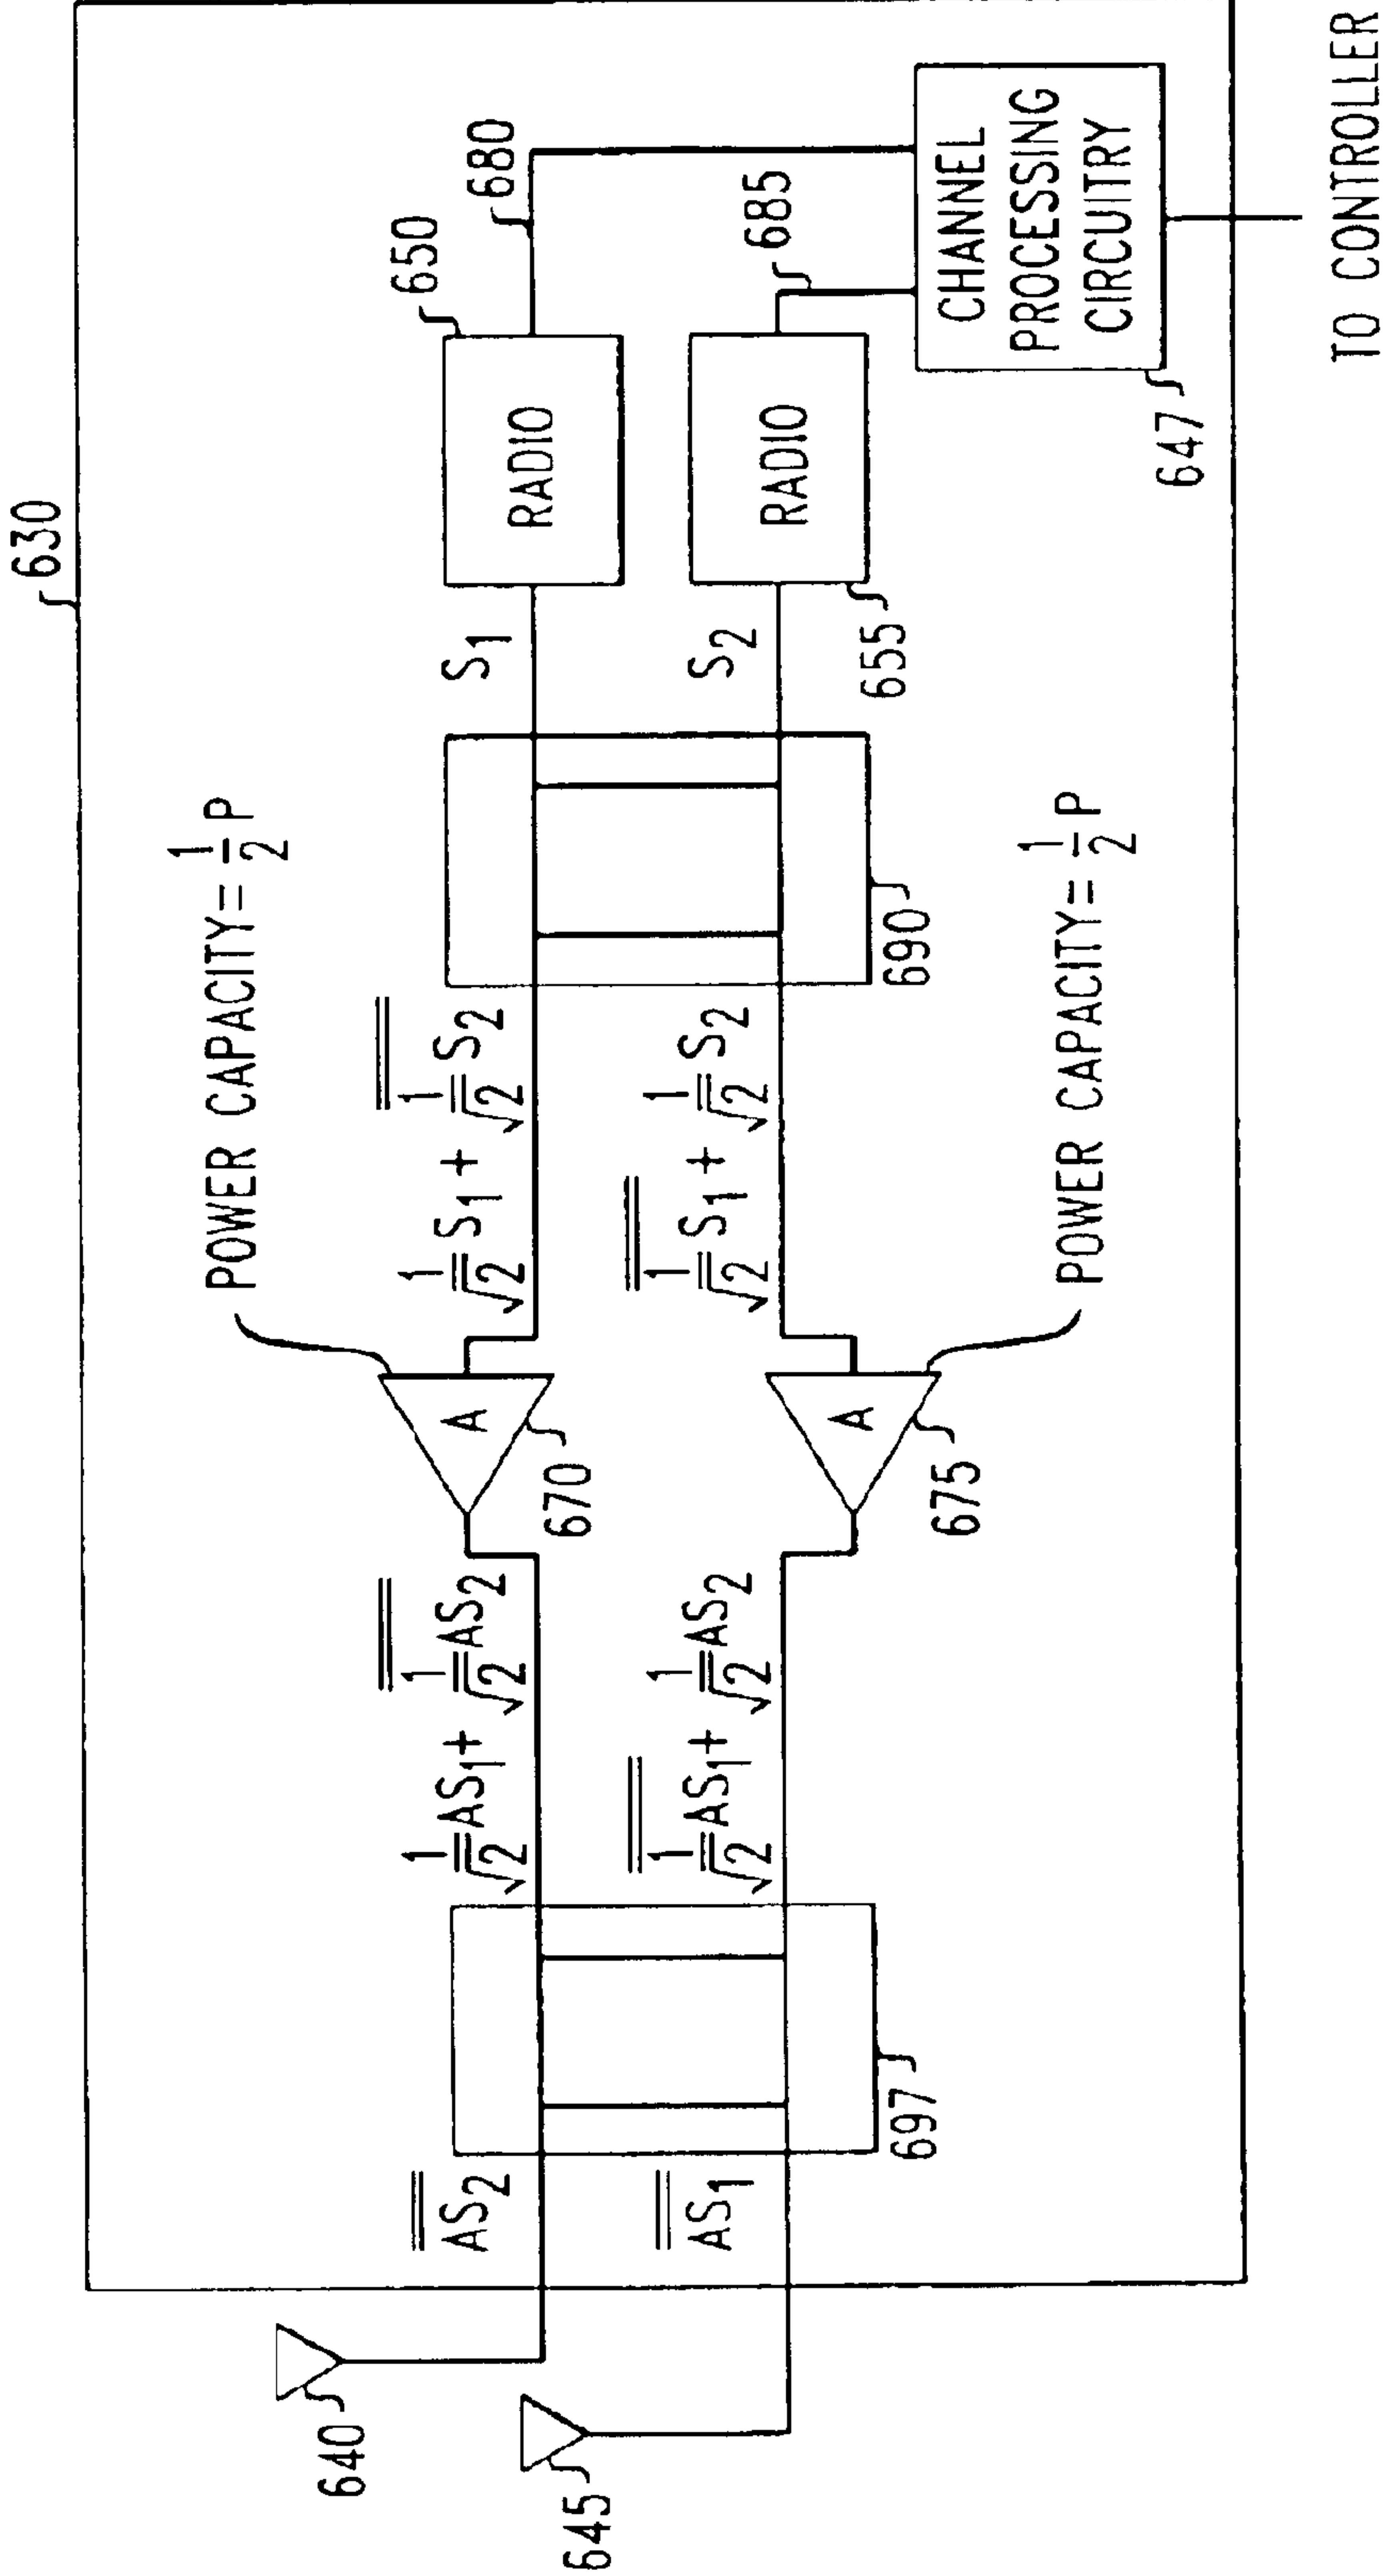 630
640
645
A̿S̿₂
A̿S̿₁
697
1/√2 AS₁ + 1̿/√2 AS₂
1̿/√2 AS₁ + 1/√2 AS₂
A
670
A
675
POWER CAPACITY = 1/2 P
POWER CAPACITY = 1/2 P
1/√2 S₁ + 1̿/√2 S₂
1̿/√2 S₁ + 1/√2 S₂
690
S₁
S₂
RADIO
650
RADIO
655
680
685
CHANNEL
PROCESSING
CIRCUITRY
647
TO CONTROLLER